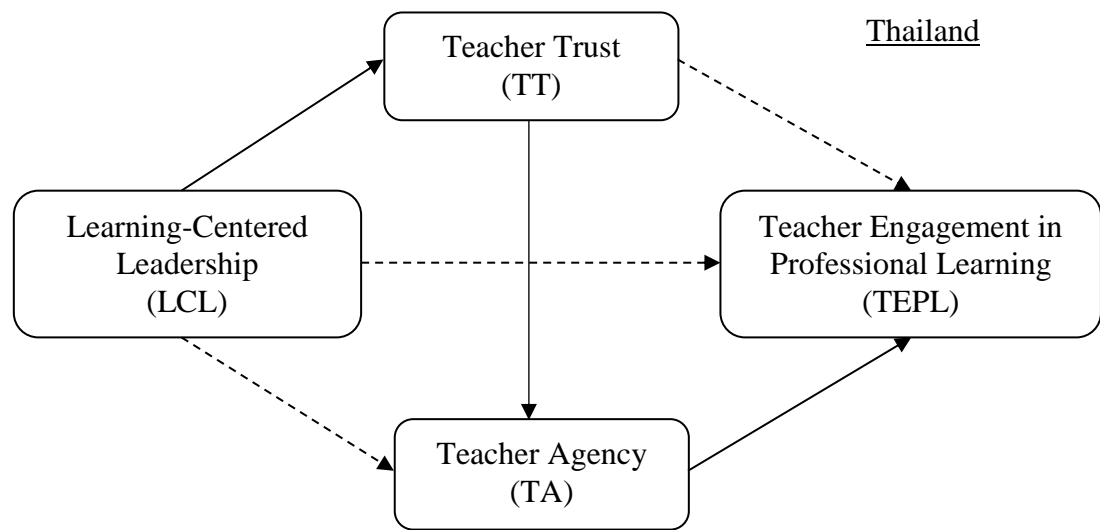 Thailand
Teacher Trust
(TT)
Learning-Centered
Leadership
(LCL)
Teacher Engagement in
Professional Learning
(TEPL)
Teacher Agency
(TA)